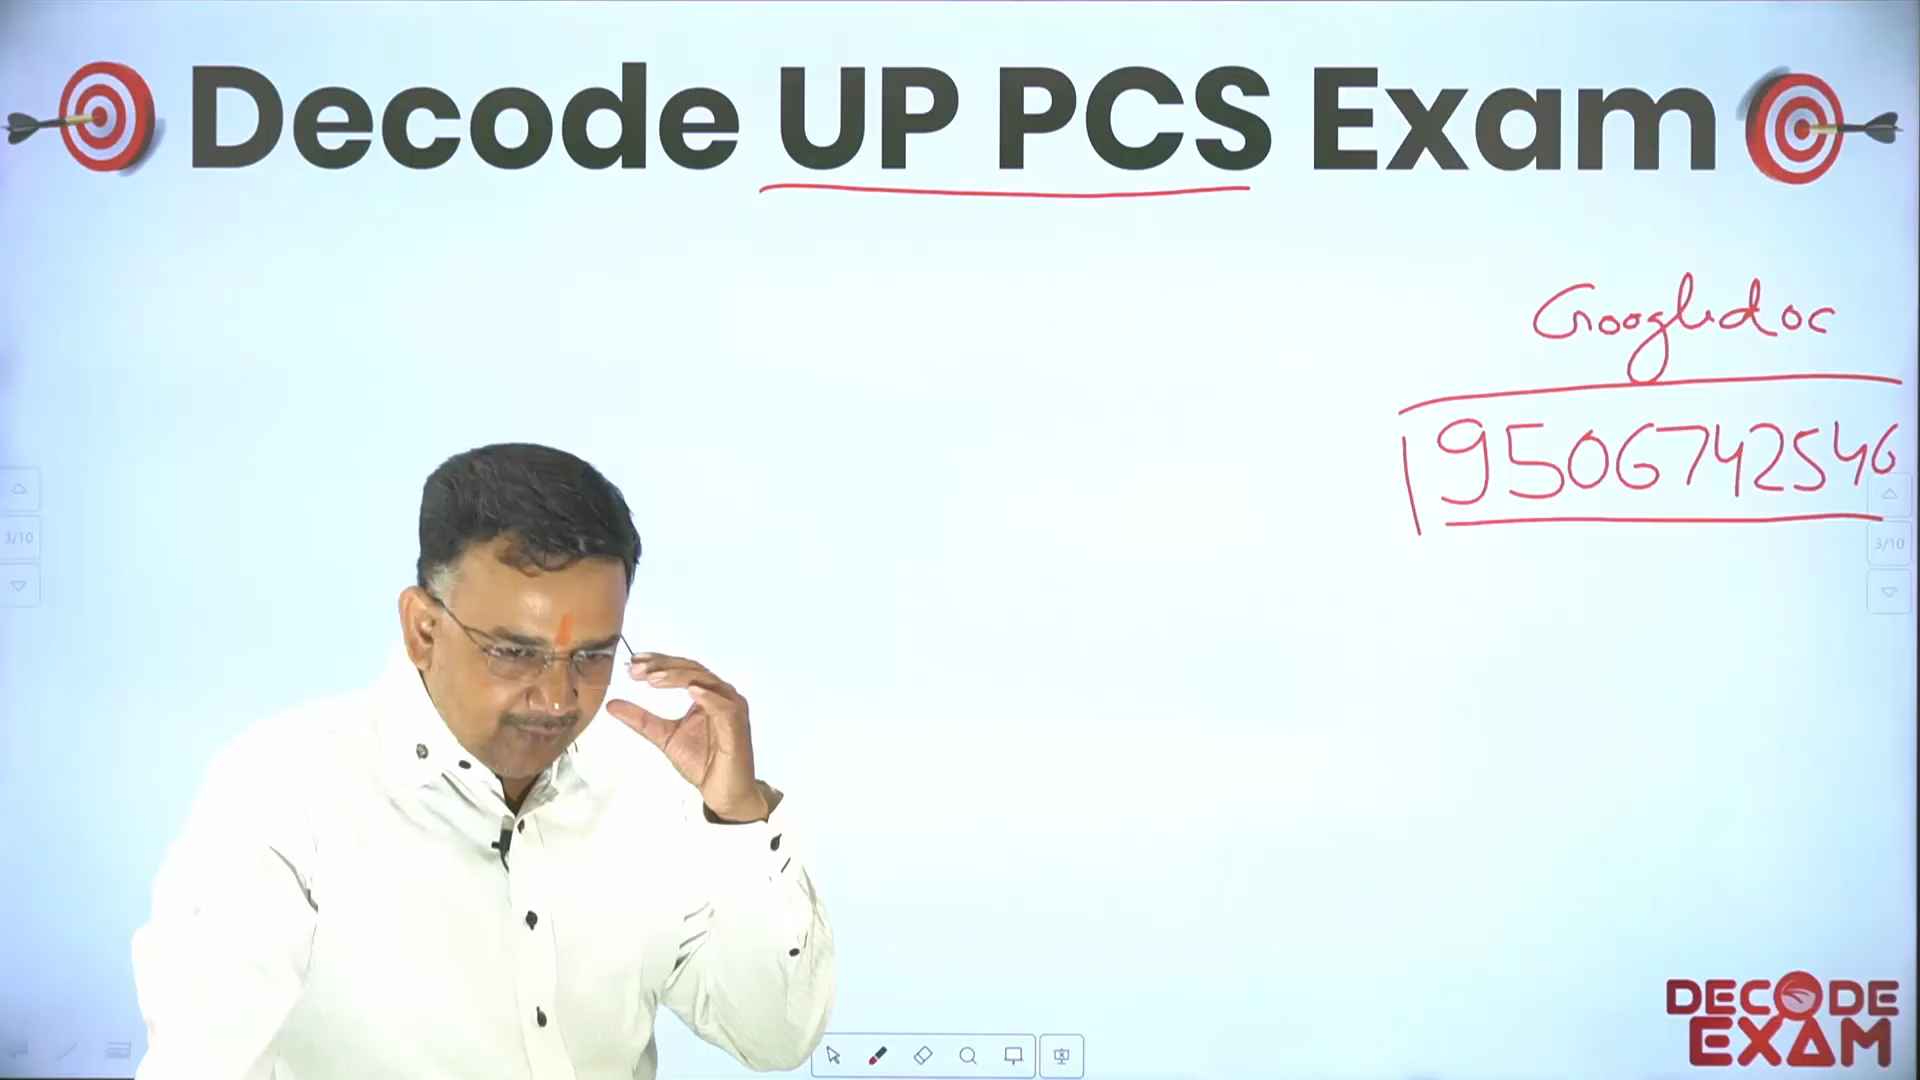 Decode UP PCS Exam
Googledoc
9506742546
3/10
3/10
DECODE
EXAM